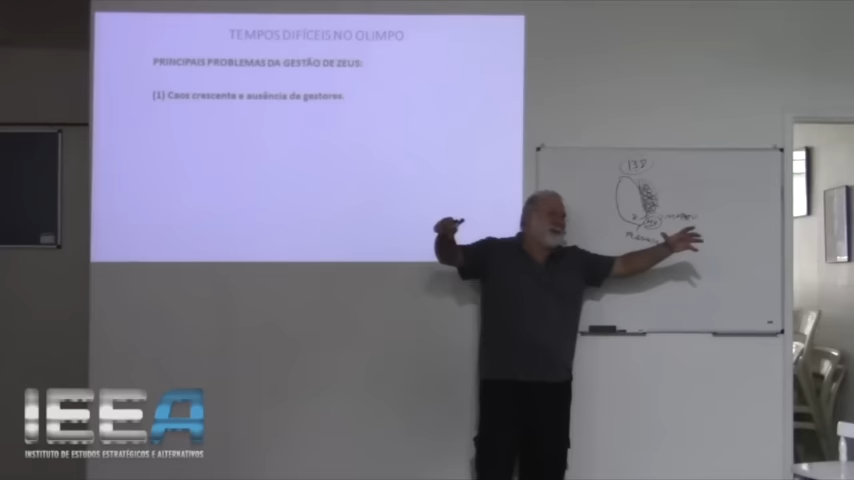 TEMPOS DIFÍCEIS NO OLIMPO
PRINCIPAIS PROBLEMAS DA GESTÃO DE ZEUS:
(1) Caos crescente e ausência de gestores.
132
IEEA
INSTITUTO DE ESTUDOS ESTRATÉGICOS E ALTERNATIVOS